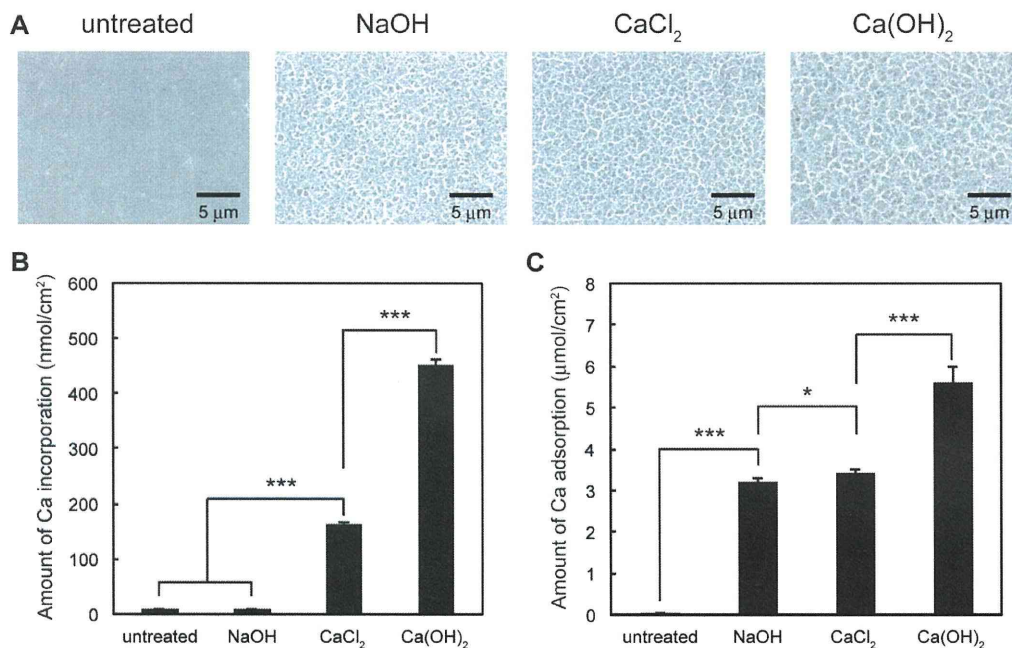 A
untreated
NaOH
CaCl₂
Ca(OH)₂
5 μm
5 μm
5 μm
5 μm
B
Amount of Ca incorporation (nmol/cm²)
600
500
400
300
200
100
0
***
***
untreated
NaOH
CaCl₂
Ca(OH)₂
C
Amount of Ca adsorption (μmol/cm²)
8
7
6
5
4
3
2
1
0
***
*
***
untreated
NaOH
CaCl₂
Ca(OH)₂